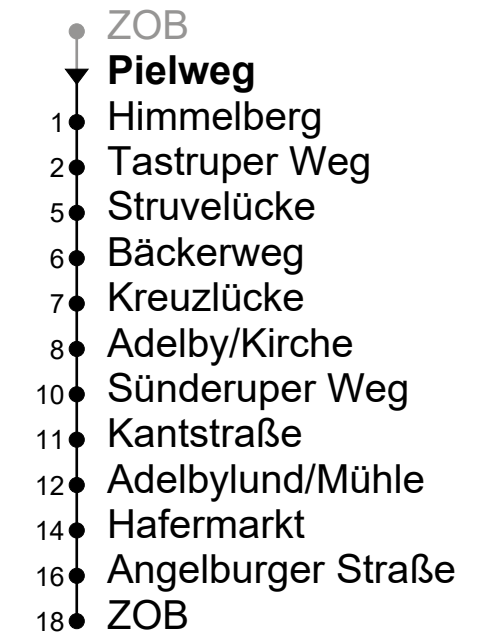 ZOB
Pielweg
1 Himmelberg
2 Tastruper Weg
5 Struvelücke
6 Bäckerweg
7 Kreuzlücke
8 Adelby/Kirche
10 Sünderuper Weg
11 Kantstraße
12 Adelbylund/Mühle
14 Hafermarkt
16 Angelburger Straße
18 ZOB